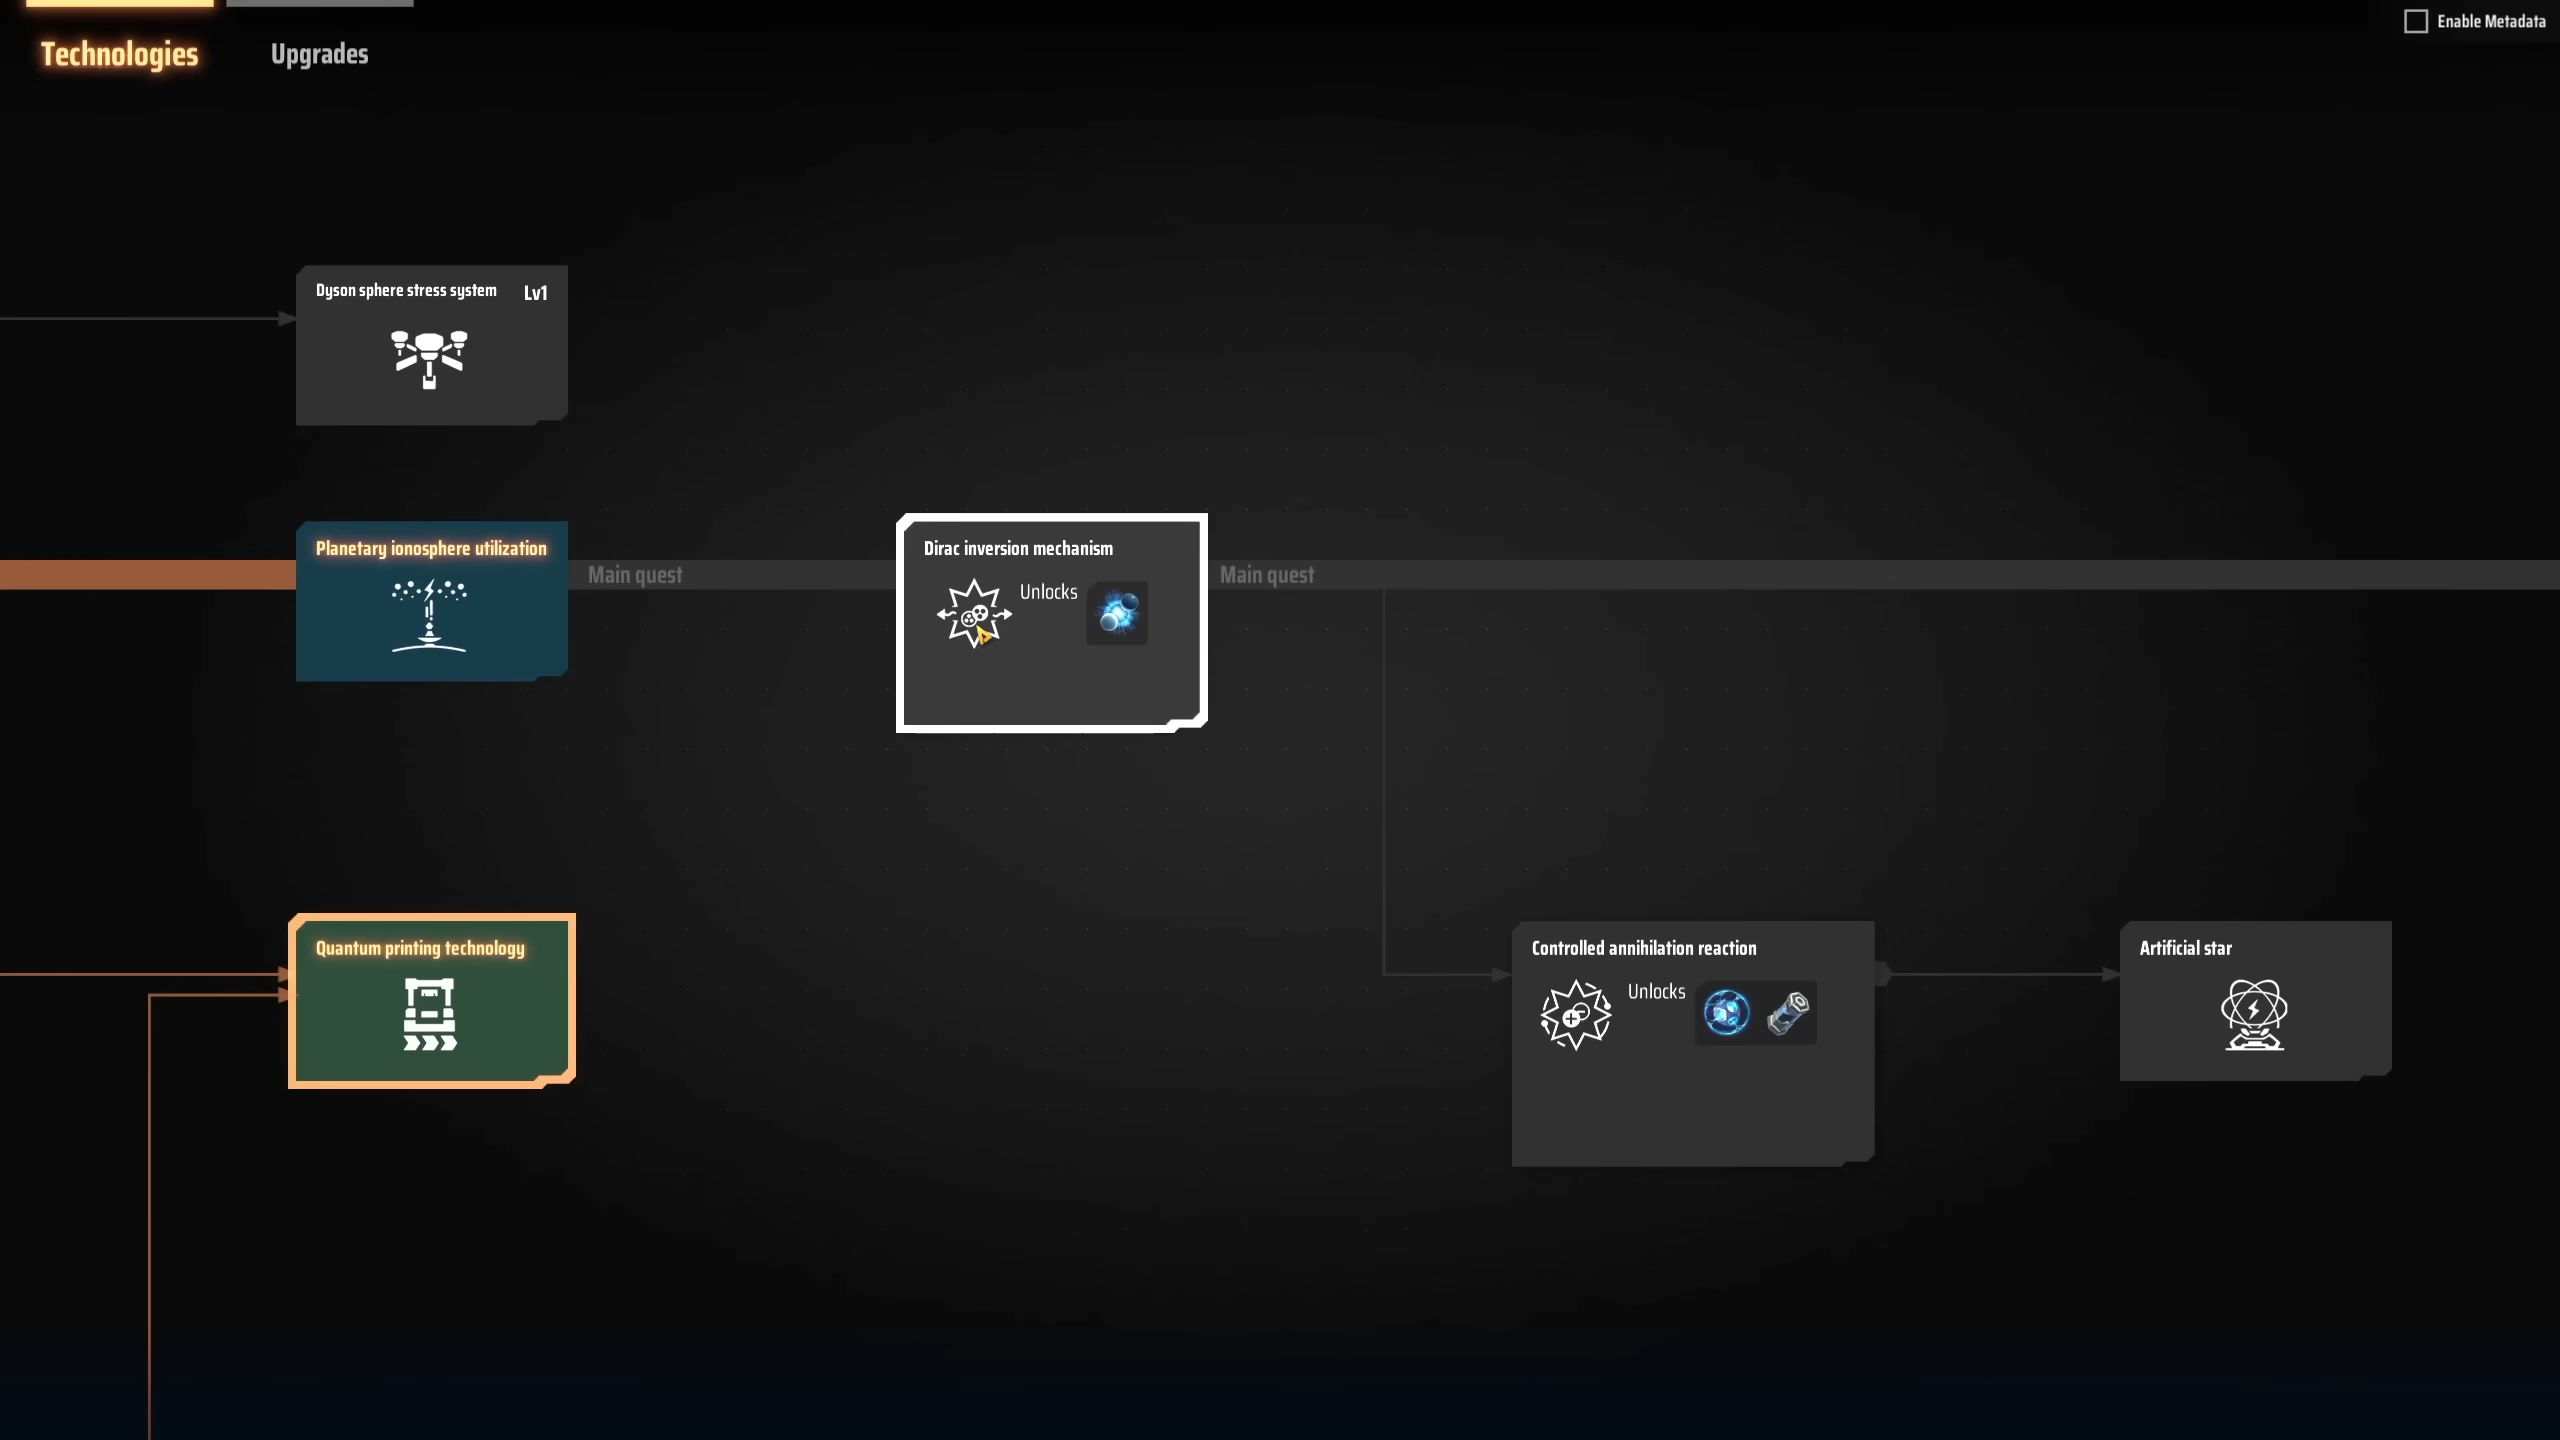 Technologies
Upgrades
Enable Metadata
Dyson sphere stress system
Lv1
Planetary ionosphere utilization
Main quest
Dirac inversion mechanism
Unlocks
Main quest
Quantum printing technology
Controlled annihilation reaction
Unlocks
Artificial star